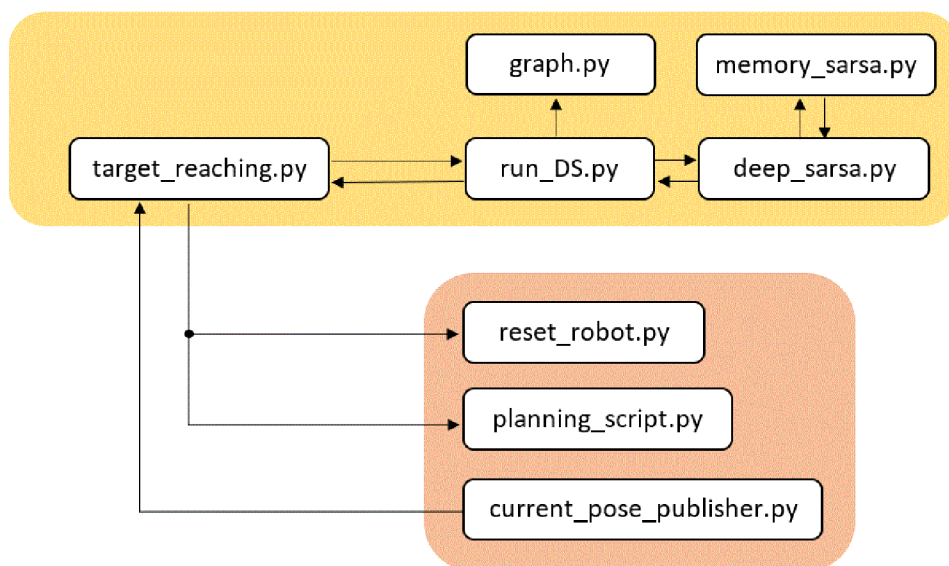 graph.py
memory_sarsa.py
target_reaching.py
run_DS.py
deep_sarsa.py
reset_robot.py
planning_script.py
current_pose_publisher.py